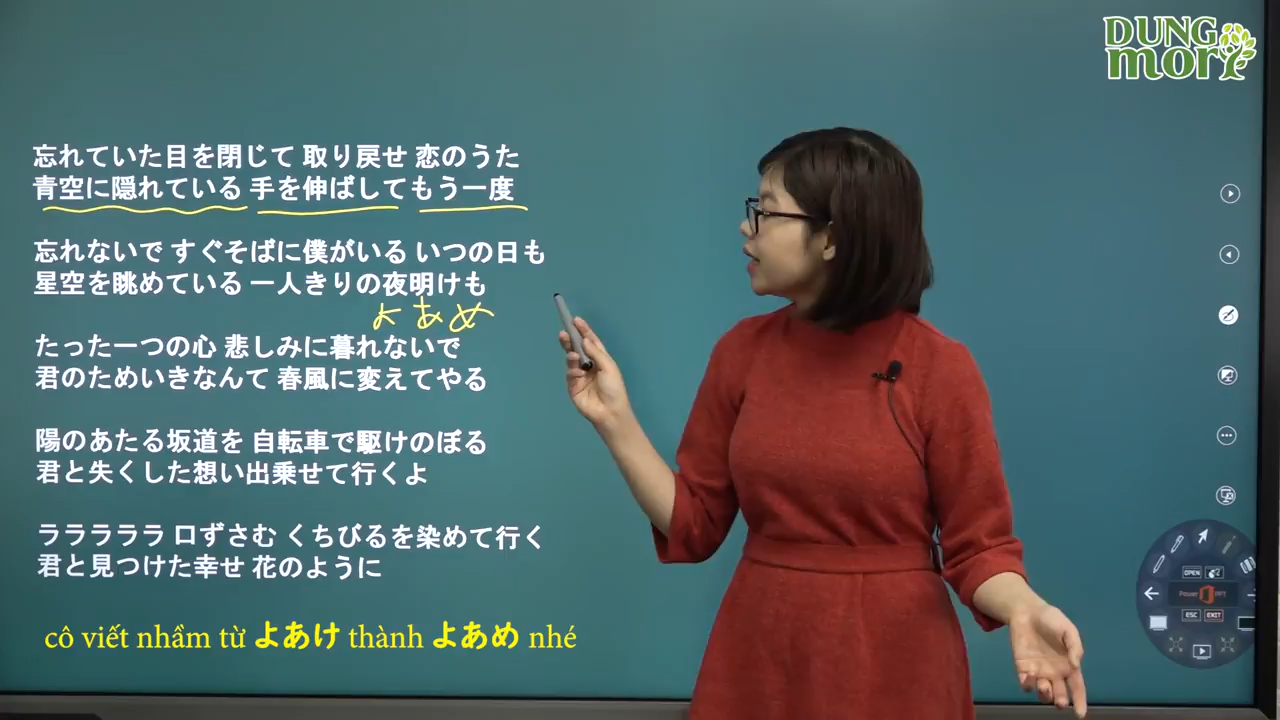 DUNG
mori
忘れていた目を閉じて 取り戻せ 恋のうた
青空に隠れている 手を伸ばしてもう一度
忘れないで すぐそばに僕がいる いつの日も
星空を眺めている 一人きりの夜明けも
よあめ
たった一つの心 悲しみに暮れないで
君のためいきなんて 春風に変えてやる
陽のあたる坂道を 自転車で駆けのぼる
君と失くした想い出乗せて行くよ
ラララララ 口ずさむ くちびるを染めて行く
君と見つけた幸せ 花のように
cô viết nhầm từ よあけ thành よあめ nhé
OPEN
Power PPT
ESC EXIT